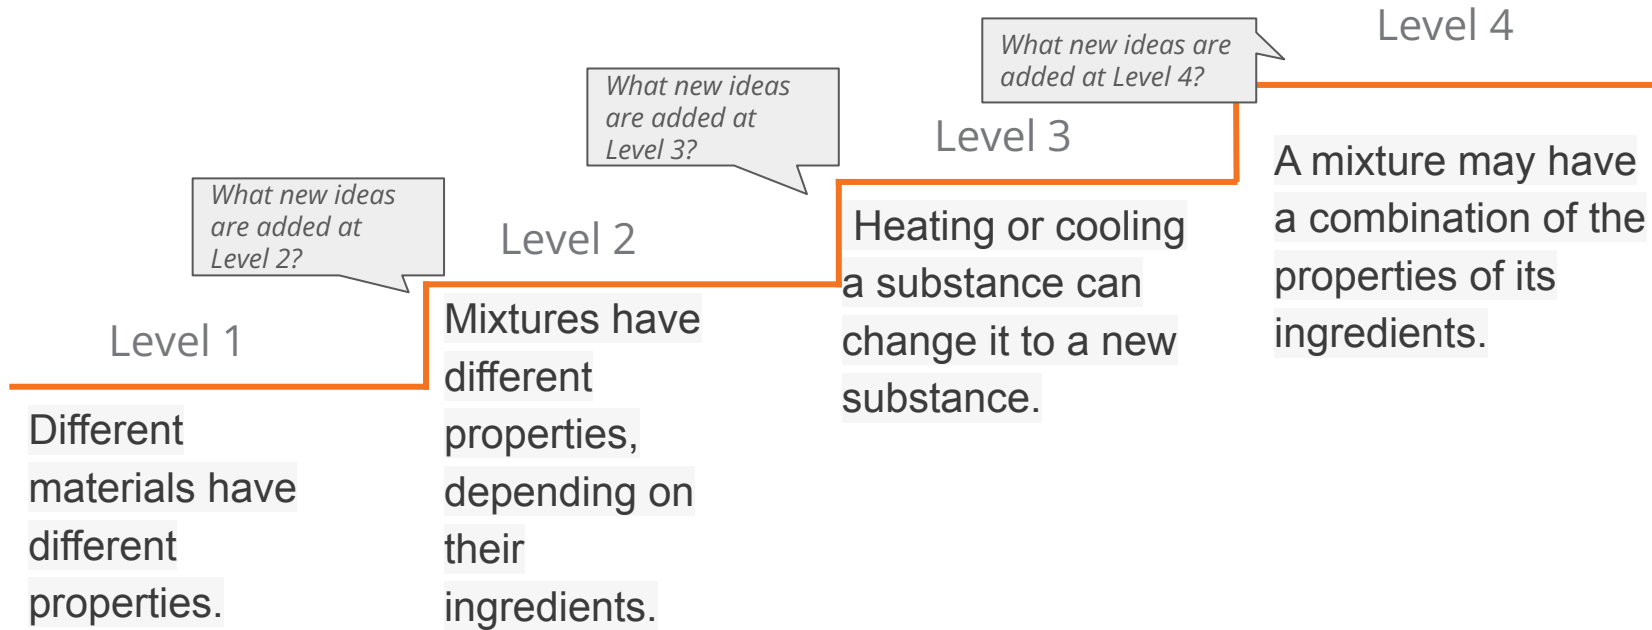 Level 1
Different
materials have
different
properties.
What new ideas
are added at
Level 2?
Level 2
Mixtures have
different
properties,
depending on
their
ingredients.
What new ideas
are added at
Level 3?
Level 3
Heating or cooling
a substance can
change it to a new
substance.
What new ideas are
added at Level 4?
Level 4
A mixture may have
a combination of the
properties of its
ingredients.